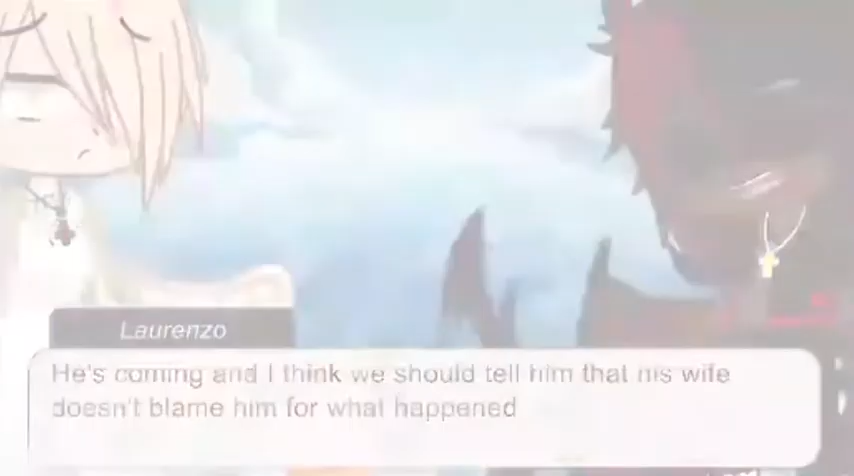 Laurenzo
He's coming and I think we should tell him that his wife
doesn't blame him for what happened